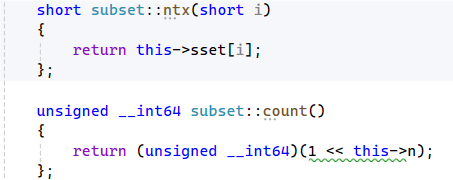 short subset::ntx(short i)
{
    return this->sset[i];
};
unsigned __int64 subset::count()
{
    return (unsigned __int64)(1 << this->n);
};